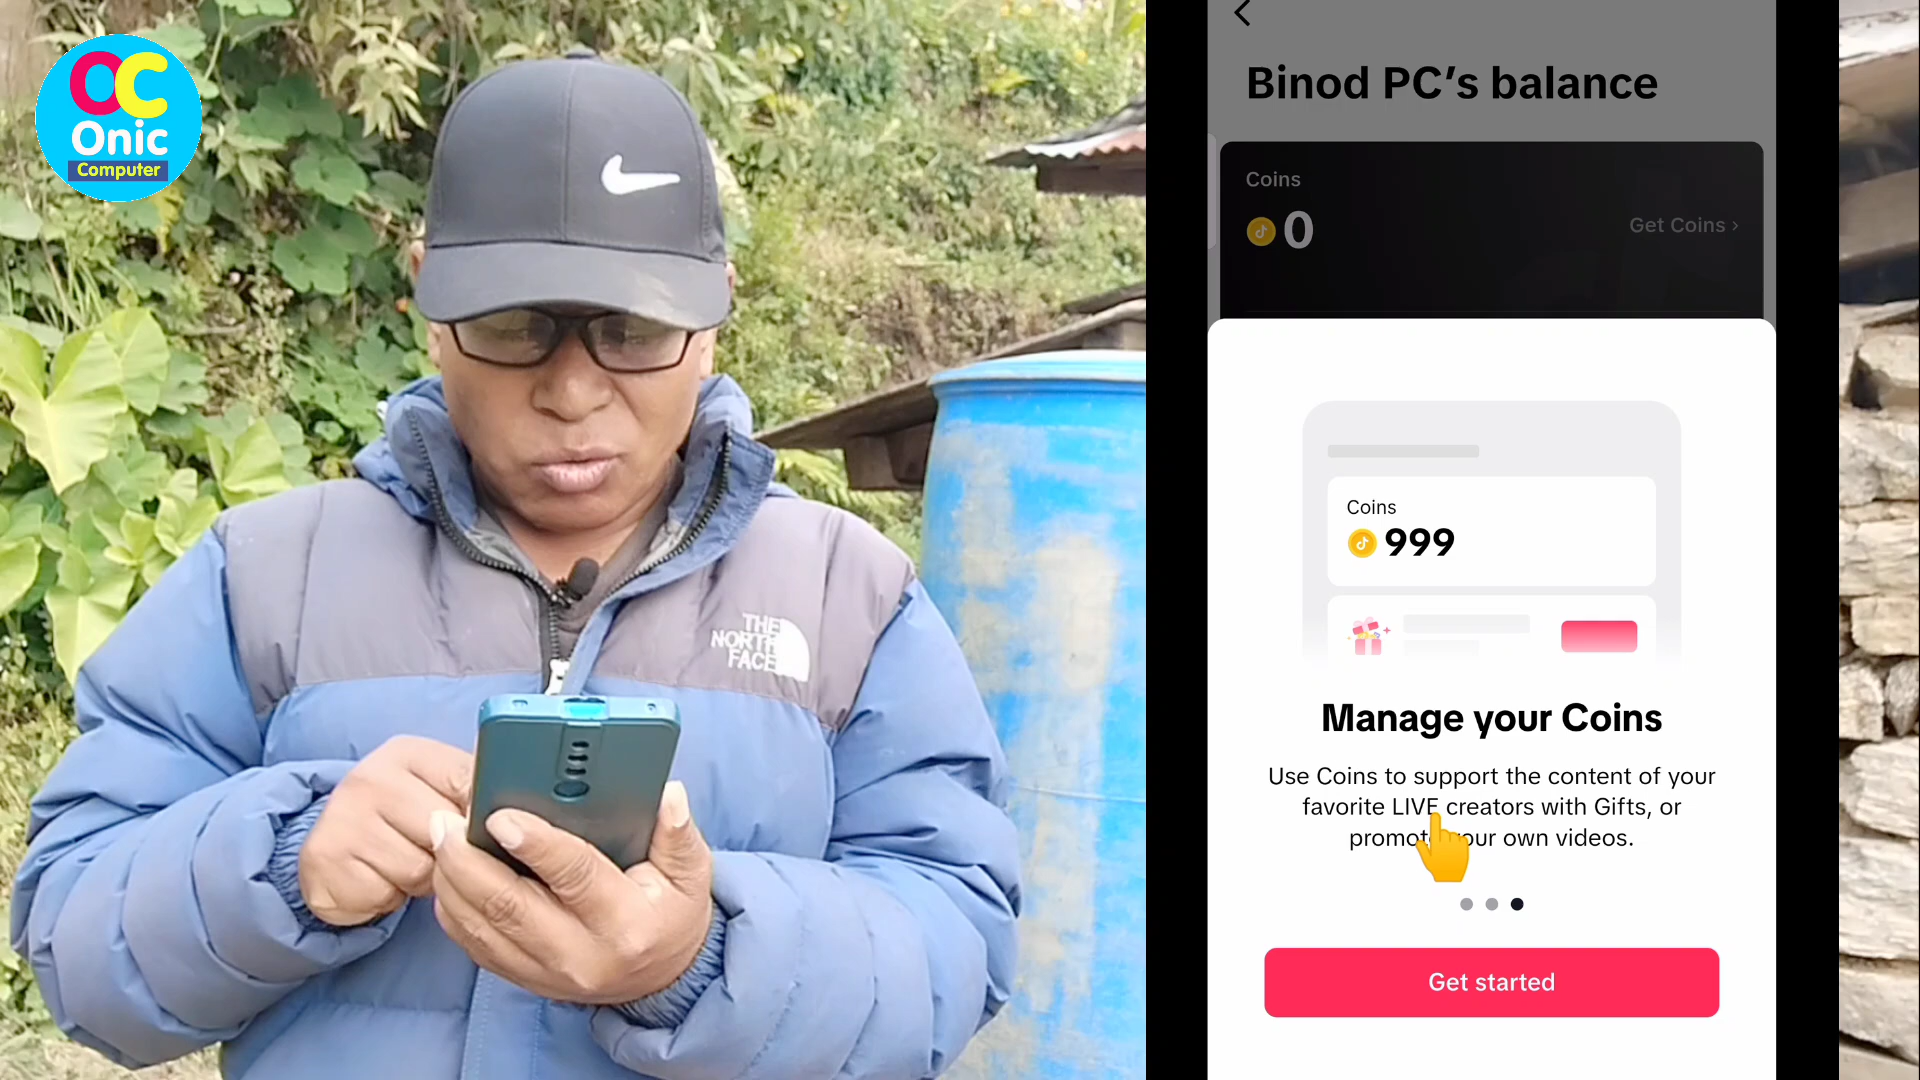 OC
Onic
Computer
THE
NORTH
FACE
Binod PC’s balance
Coins
0
Get Coins ›
Coins
999
Manage your Coins
Use Coins to support the content of your
favorite LIVE creators with Gifts, or
promote your own videos.
Get started